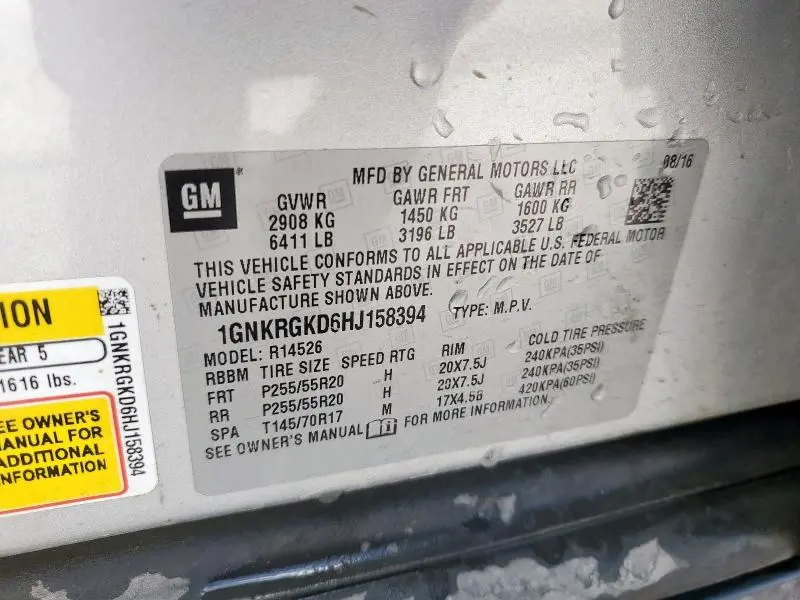 GM
MFD BY GENERAL MOTORS LLC
08/16
GVWR GAWR FRT GAWR RR
2908 KG 1450 KG 1600 KG
6411 LB 3196 LB 3527 LB
THIS VEHICLE CONFORMS TO ALL APPLICABLE U.S. FEDERAL MOTOR
VEHICLE SAFETY STANDARDS IN EFFECT ON THE DATE OF
MANUFACTURE SHOWN ABOVE.
1GNKRGKD6HJ158394 TYPE: M.P.V.
MODEL: R14526
RBBM TIRE SIZE SPEED RTG RIM COLD TIRE PRESSURE
FRT P255/55R20 H 20X7.5J 240KPA(35PSI)
RR P255/55R20 H 20X7.5J 240KPA(35PSI)
SPA T145/70R17 M 17X4.5B 420KPA(60PSI)
SEE OWNER'S MANUAL FOR MORE INFORMATION.
ION
EAR 5
1616 lbs.
EE OWNER'S
ANUAL FOR
ADDITIONAL
NFORMATION
1GNKRGKD6HJ158394